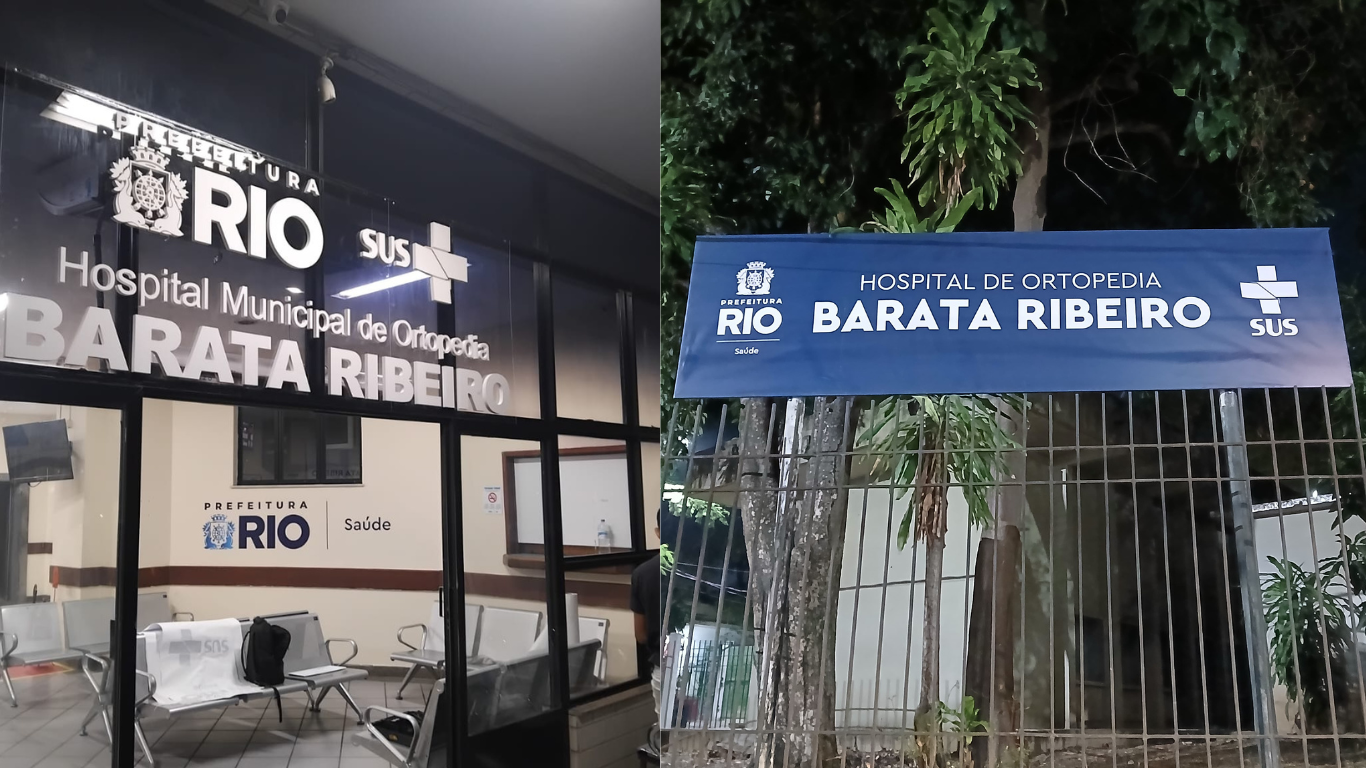 PREFEITURA
RIO
SUS
Hospital Municipal de Ortopedia
BARATA RIBEIRO
PREFEITURA
RIO
Saúde
SUS
HOSPITAL DE ORTOPEDIA
BARATA RIBEIRO
PREFEITURA
RIO
Saúde
SUS